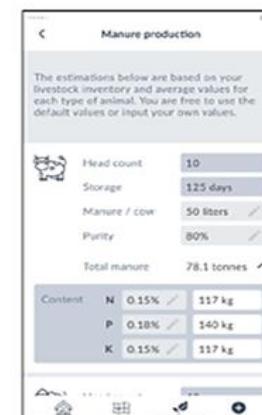 Manure production
The estimations below are based on your
livestock inventory and average values for
each type of animal. You are free to use the
default values or input your own values.
Head count 10
Storage 125 days
Manure / cow 50 liters
Purity 80%
Total manure 78.1 tonnes
Content N 0.15% 117 kg
P 0.18% 140 kg
K 0.15% 117 kg